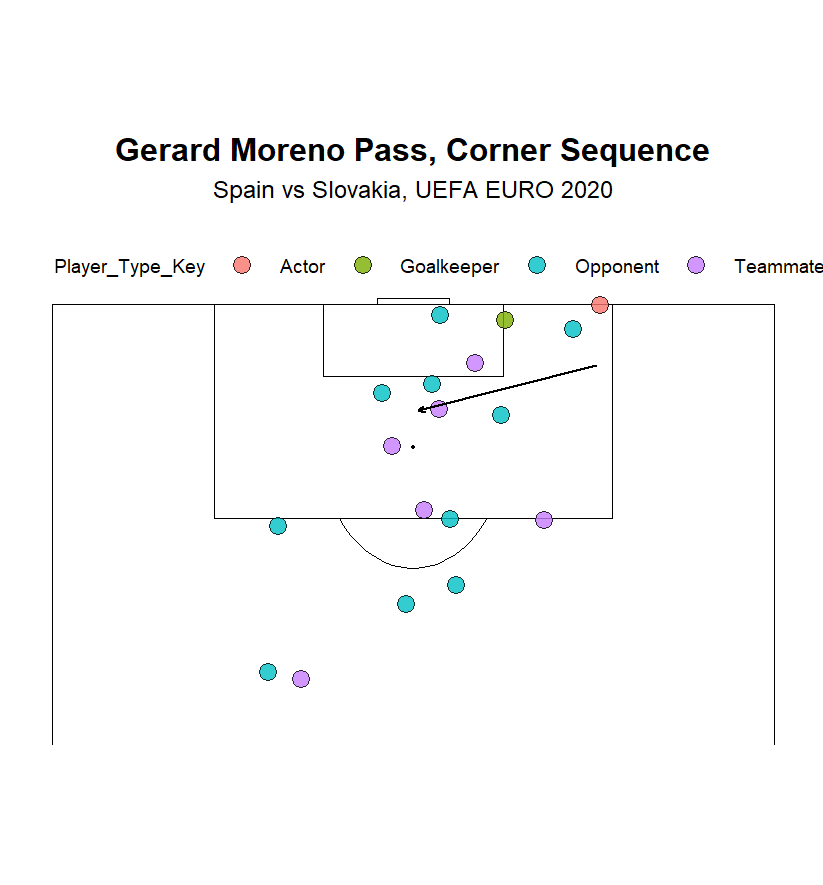 Gerard Moreno Pass, Corner Sequence
Spain vs Slovakia, UEFA EURO 2020
Player_Type_Key Actor Goalkeeper Opponent Teammate